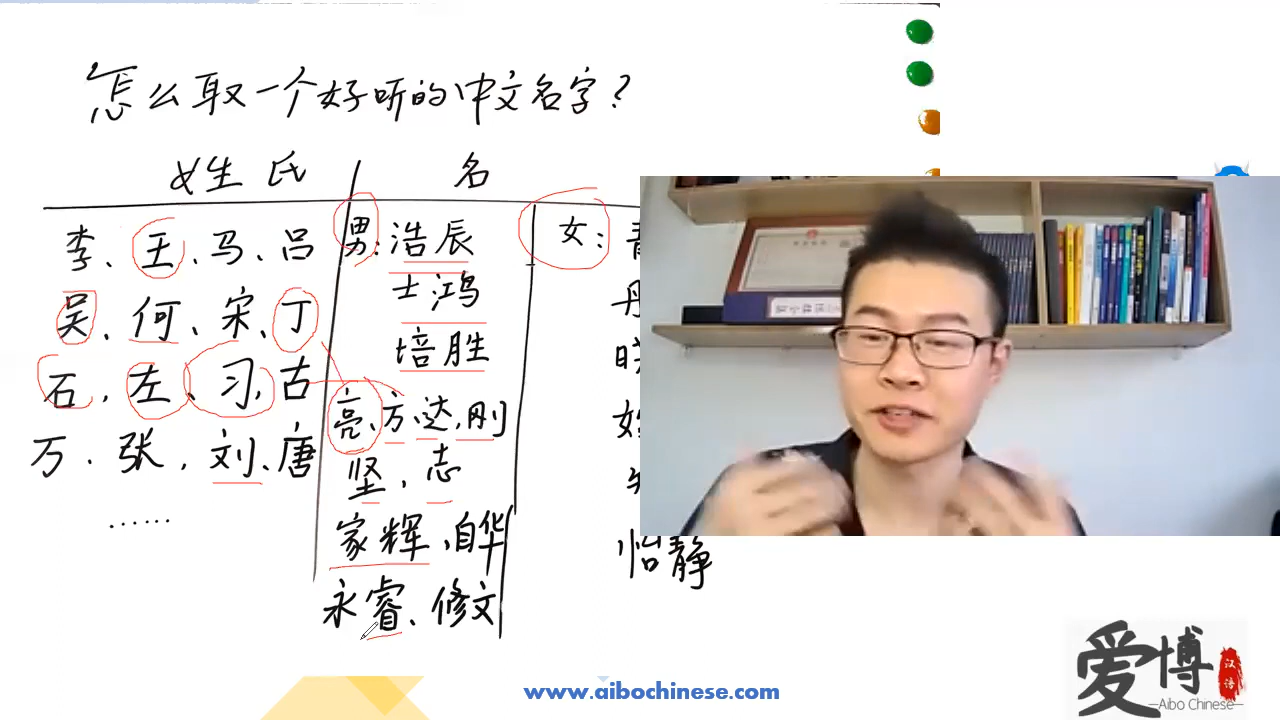 怎么取一个好听的中文名字?
姓氏 名
李、王、马、吕 男:浩辰 女:
吴、何、宋、丁 士鸿
石，左、习，古 培胜
亮、方、达，刚
万．张，刘、唐 坚，志
......
家辉、自华 怡静
永睿、修文
www.aibochinese.com
爱博
汉语
Aibo Chinese